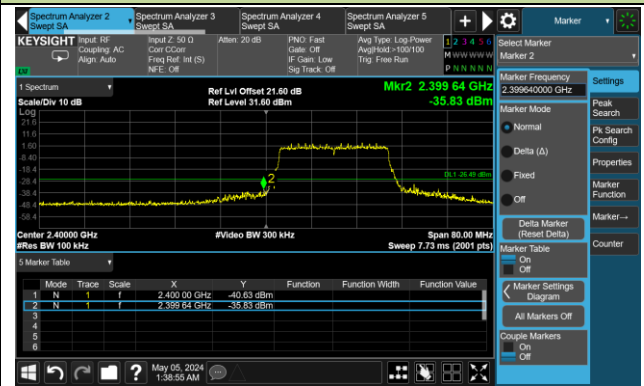 Spectrum Analyzer 2
Swept SA
Spectrum Analyzer 3
Swept SA
Spectrum Analyzer 4
Swept SA
Spectrum Analyzer 5
Swept SA
+
Marker
KEYSIGHT
Input: RF
Coupling: AC
Align: Auto
Input Z: 50 Ω
Corr CCorr
Freq Ref: Int (S)
NFE: Off
Atten: 20 dB
PNO: Fast
Gate: Off
IF Gain: Low
Sig Track: Off
Avg Type: Log-Power
Avg|Hold:>100/100
Trig: Free Run
1 2 3 4 5 6
M W W W W W
P N N N N N
LXI
Select Marker
Marker 2
1 Spectrum
Scale/Div 10 dB
Ref Lvl Offset 21.60 dB
Ref Level 31.60 dBm
Mkr2 2.399 64 GHz
-35.83 dBm
Log
21.6
11.6
1.60
-8.40
-18.4
-28.4
-38.4
-48.4
-58.4
2
DL1 -26.49 dBm
Center 2.40000 GHz
#Res BW 100 kHz
#Video BW 300 kHz
Span 80.00 MHz
Sweep 7.73 ms (2001 pts)
5 Marker Table
Mode Trace Scale X Y Function Function Width Function Value
1 N 1 f 2.400 00 GHz -40.63 dBm
2 N 1 f 2.399 64 GHz -35.83 dBm
3
4
5
6
Marker Frequency
2.399640000 GHz
Marker Mode
Normal
Delta (Δ)
Fixed
Off
Delta Marker
(Reset Delta)
Marker Table
On
Off
Marker Settings
Diagram
All Markers Off
Couple Markers
On
Off
Settings
Peak
Search
Pk Search
Config
Properties
Marker
Function
Marker→
Counter
?
May 05, 2024
1:38:55 AM